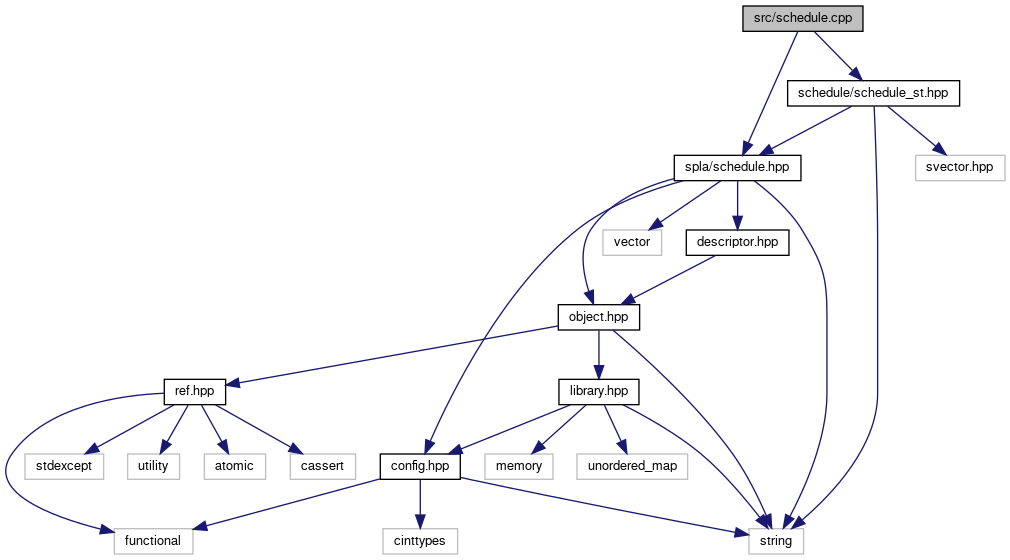 src/schedule.cpp
schedule/schedule_st.hpp
spla/schedule.hpp
svector.hpp
vector
descriptor.hpp
object.hpp
ref.hpp
library.hpp
stdexcept
utility
atomic
cassert
config.hpp
memory
unordered_map
functional
cinttypes
string